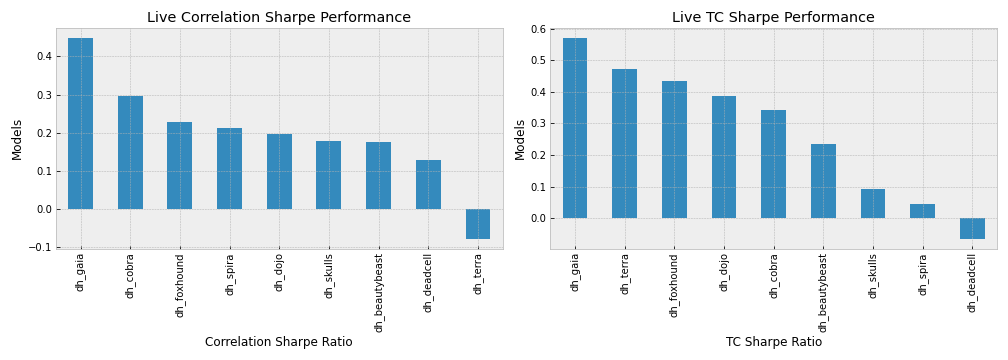 Live Correlation Sharpe Performance
Models
0.4
0.3
0.2
0.1
0.0
−0.1
dh_gaia
dh_cobra
dh_foxhound
dh_spira
dh_dojo
dh_skulls
dh_beautybeast
dh_deadcell
dh_terra
Correlation Sharpe Ratio
Live TC Sharpe Performance
Models
0.6
0.5
0.4
0.3
0.2
0.1
0.0
dh_gaia
dh_terra
dh_foxhound
dh_dojo
dh_cobra
dh_beautybeast
dh_skulls
dh_spira
dh_deadcell
TC Sharpe Ratio